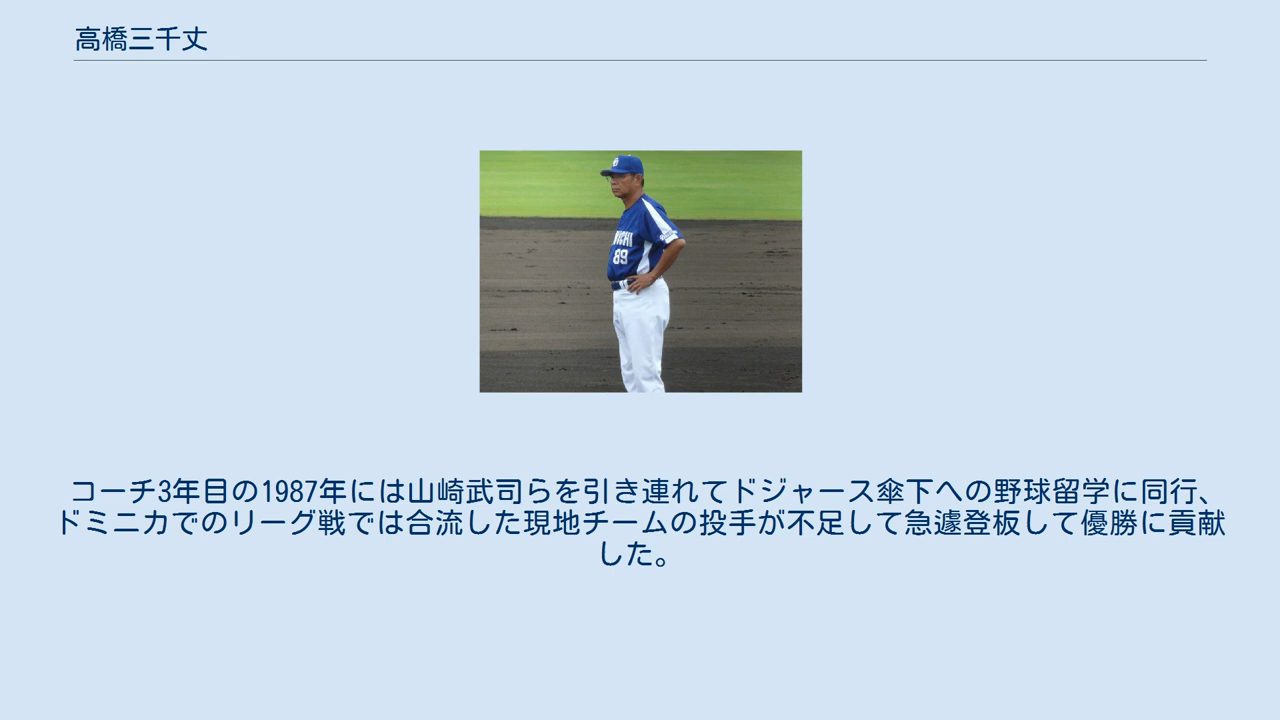 高橋三千丈
89
コーチ3年目の1987年には山崎武司らを引き連れてドジャース傘下への野球留学に同行、
ドミニカでのリーグ戦では合流した現地チームの投手が不足して急遽登板して優勝に貢献
した。